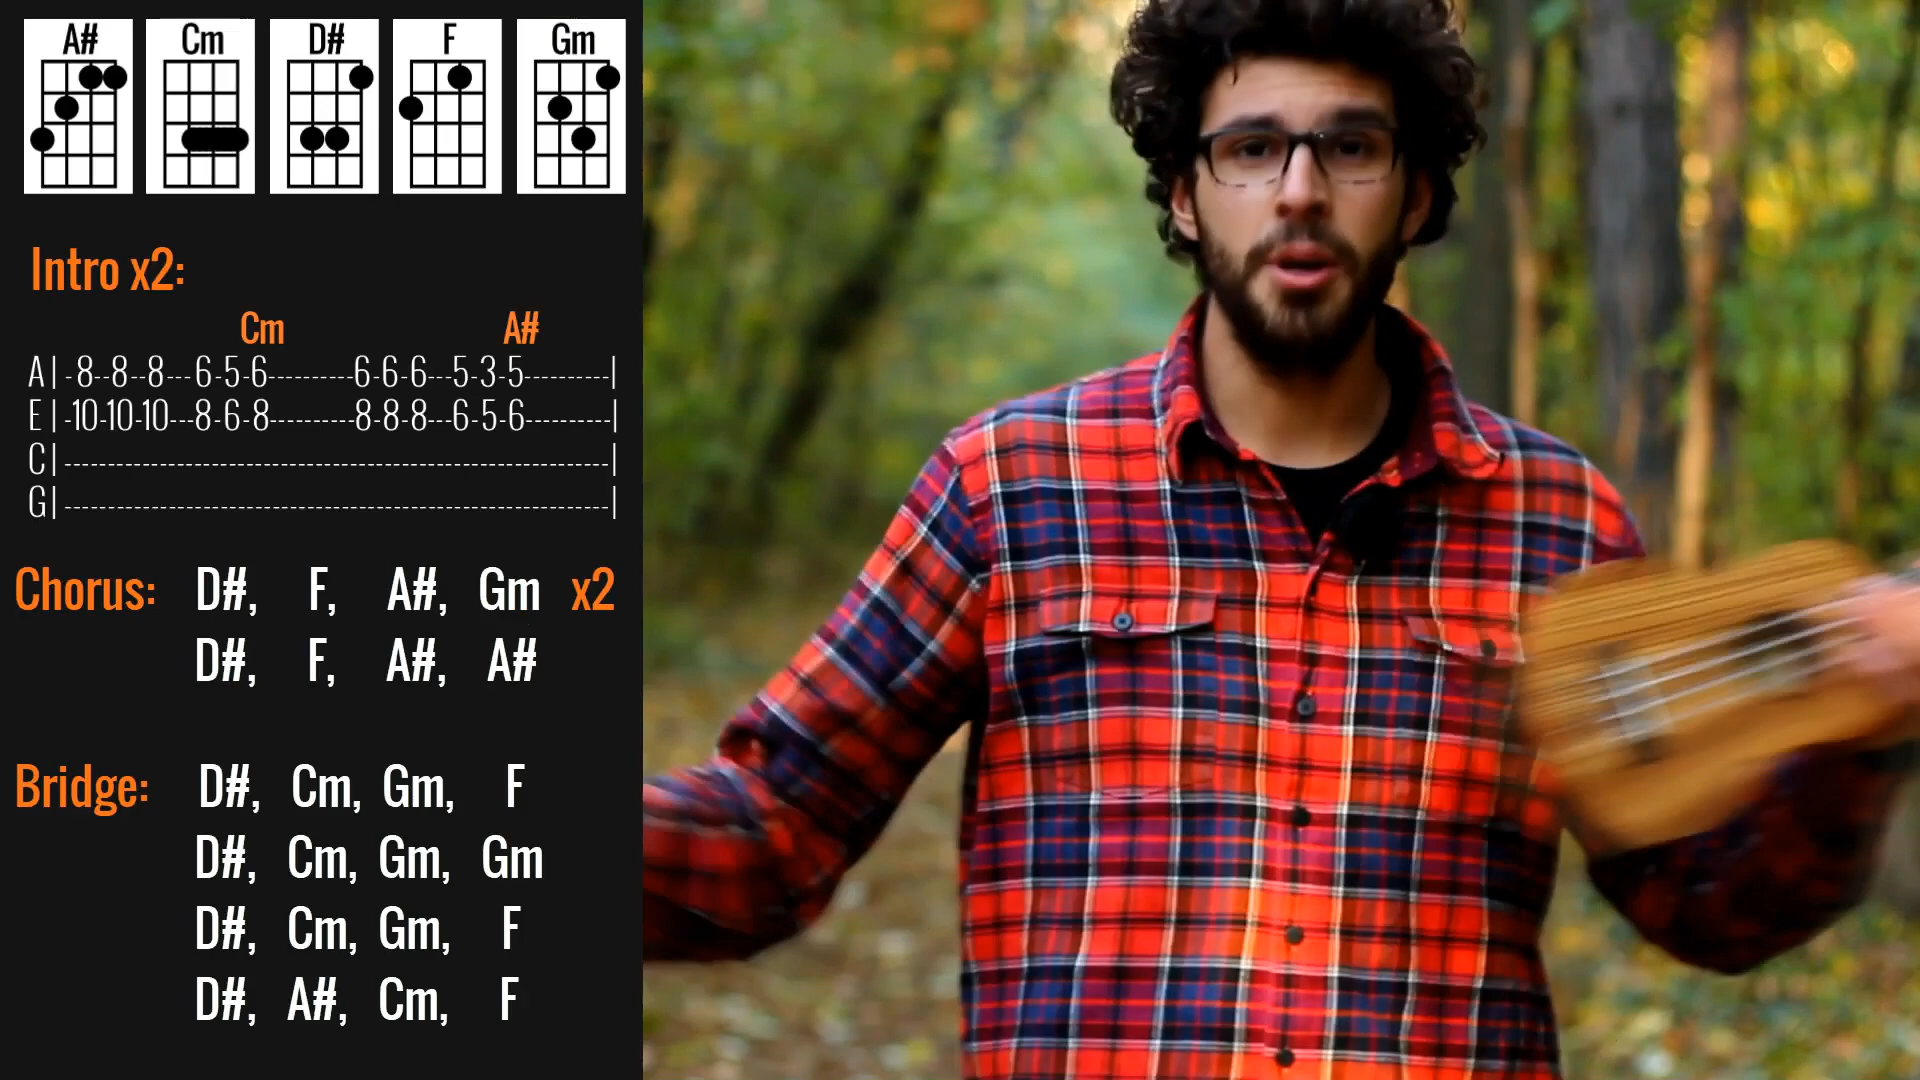 A# Cm D# F Gm
Intro x2:
Cm A#
A|-8--8--8---6-5-6----------6-6-6---5-3-5----------|
E|-10-10-10---8-6-8----------8-8-8---6-5-6----------|
C|--------------------------------------------------------------|
G|--------------------------------------------------------------|
Chorus: D#, F, A#, Gm x2
D#, F, A#, A#
Bridge: D#, Cm, Gm, F
D#, Cm, Gm, Gm
D#, Cm, Gm, F
D#, A#, Cm, F